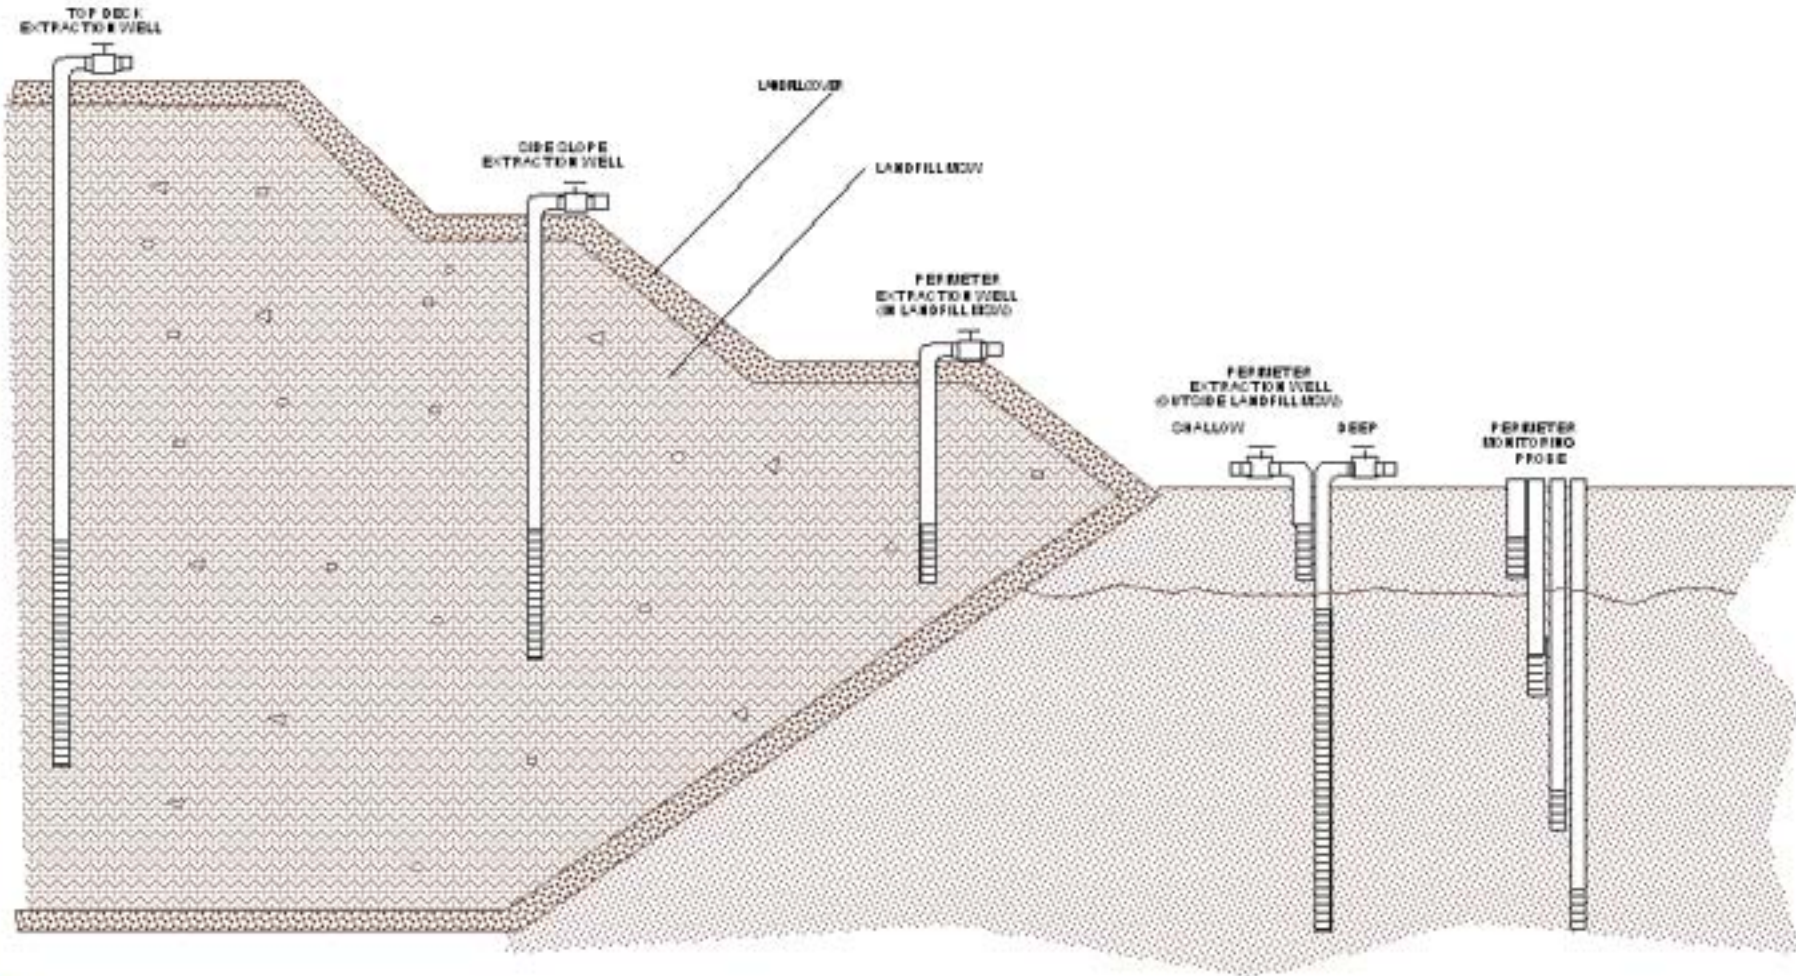 TOP DECK
EXTRACTION WELL
LANDFILL COVER
SIDE SLOPE
EXTRACTION WELL
LANDFILL MSW
PERIMETER
EXTRACTION WELL
(IN LANDFILL MSW)
PERIMETER
EXTRACTION WELL
(OUTSIDE LANDFILL MSW)
SHALLOW
DEEP
PERIMETER
MONITORING
PROBE